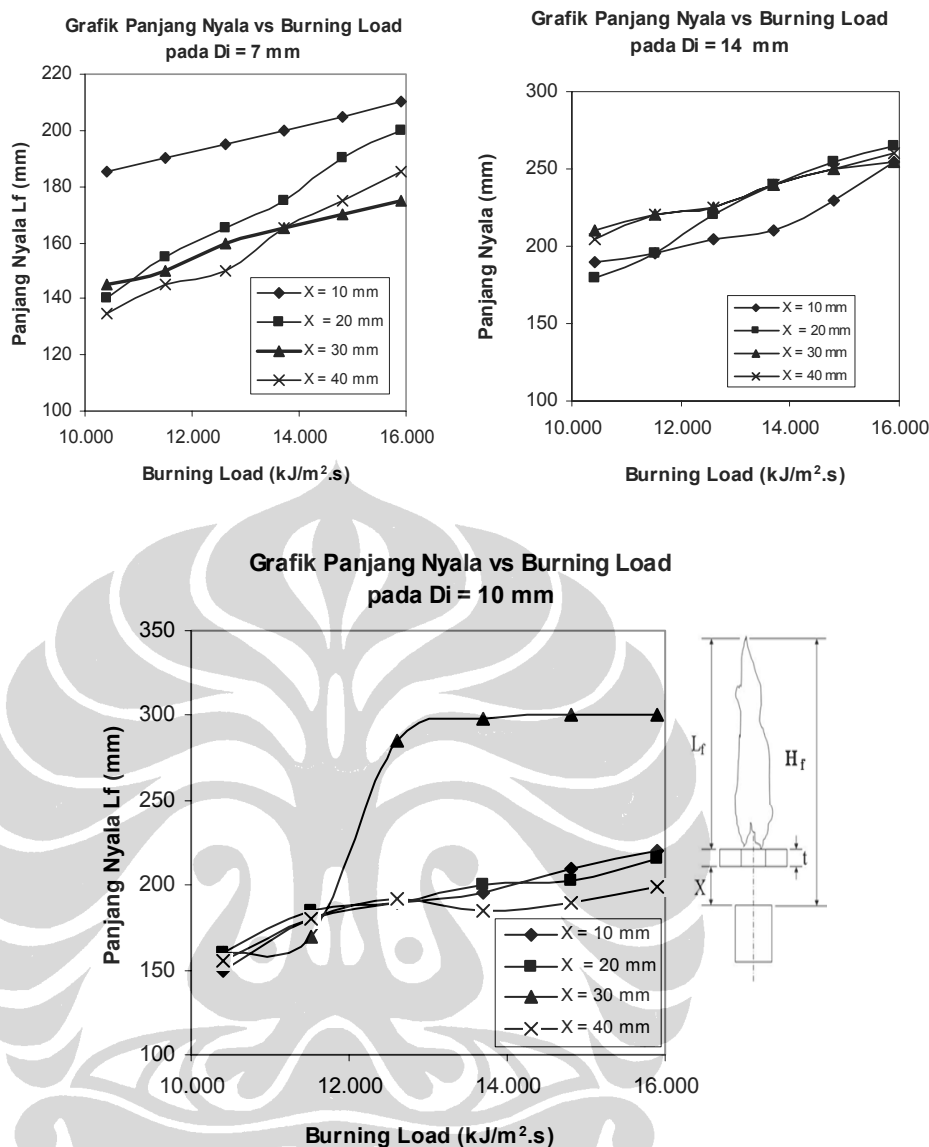 Grafik Panjang Nyala vs Burning Load
pada Di = 7 mm
Panjang Nyala Lf (mm)
220
200
180
160
140
120
100
10.000 12.000 14.000 16.000
X = 10 mm
X = 20 mm
X = 30 mm
X = 40 mm
Burning Load (kJ/m².s)
Grafik Panjang Nyala vs Burning Load
pada Di = 14 mm
Panjang Nyala (mm)
300
250
200
150
100
10.000 12.000 14.000 16.000
X = 10 mm
X = 20 mm
X = 30 mm
X = 40 mm
Burning Load (kJ/m².s)
Grafik Panjang Nyala vs Burning Load
pada Di = 10 mm
Panjang Nyala Lf (mm)
350
300
250
200
150
100
10.000 12.000 14.000 16.000
X = 10 mm
X = 20 mm
X = 30 mm
X = 40 mm
Burning Load (kJ/m².s)
Lf
Hf
t
X